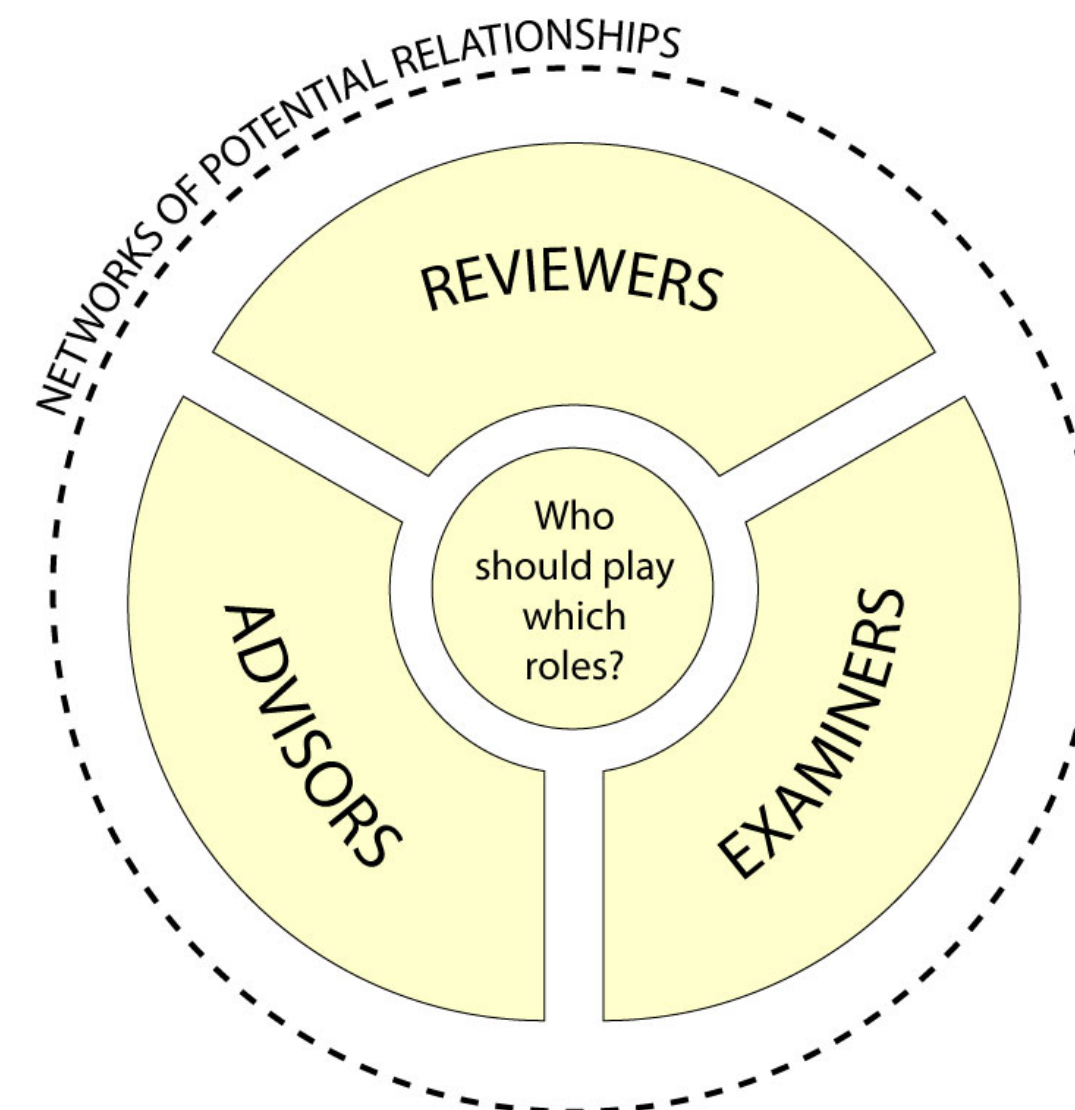 NETWORKS OF POTENTIAL RELATIONSHIPS
REVIEWERS
Who
should play
which
roles?
ADVISORS
EXAMINERS